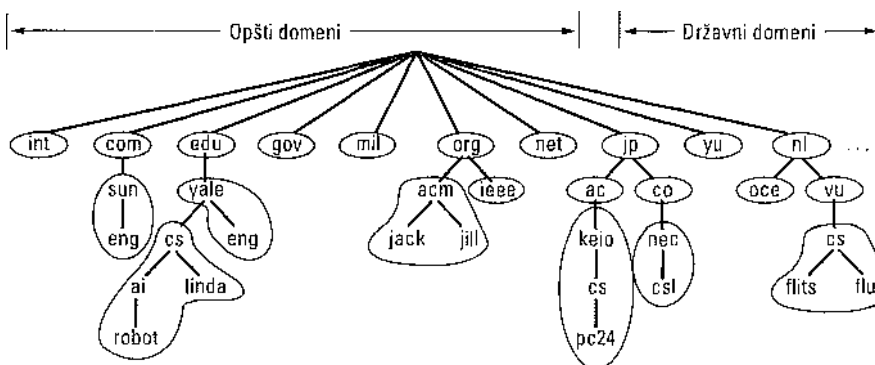 Opšti domeni Državni domeni
int com edu gov mil org net jp yu nl ...
sun yale acm ieee ac co oce vu
eng cs eng jack jill keio nec cs
ai linda cs csl flits flu
robot pc24